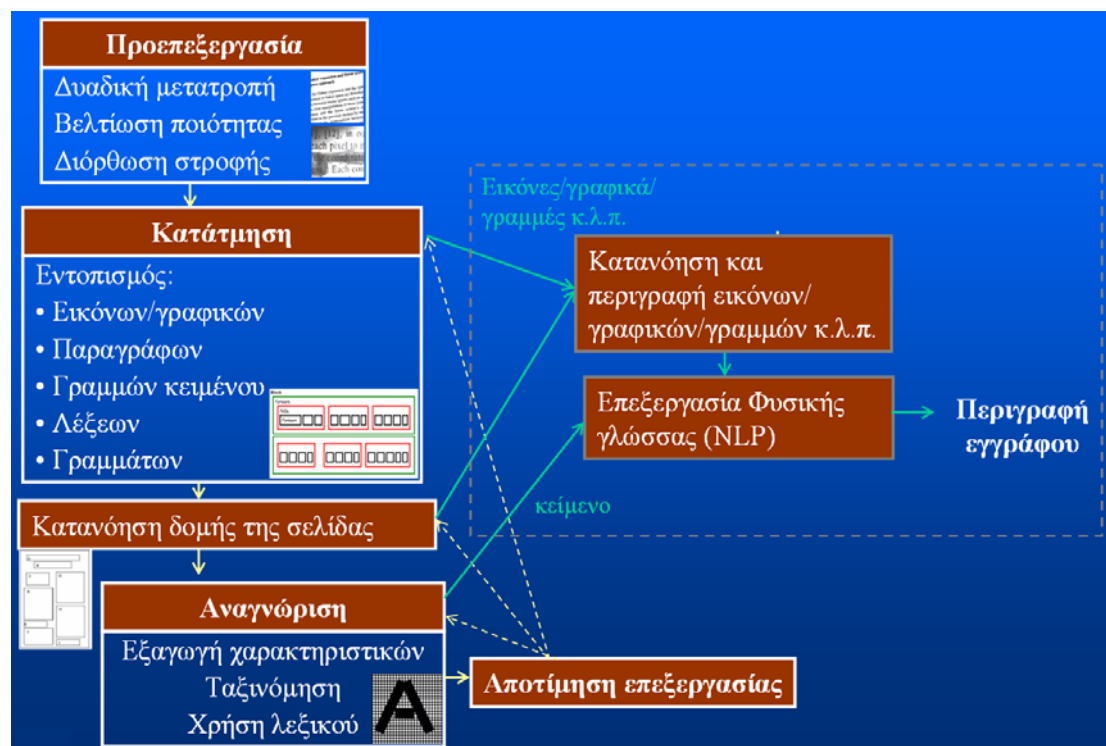 Προεπεξεργασία
Δυαδική μετατροπή
Βελτίωση ποιότητας
Διόρθωση στροφής
Κατάτμηση
Εντοπισμός:
• Εικόνων/γραφικών
• Παραγράφων
• Γραμμών κειμένου
• Λέξεων
• Γραμμάτων
Κατανόηση δομής της σελίδας
Αναγνώριση
Εξαγωγή χαρακτηριστικών
Ταξινόμηση
Χρήση λεξικού
A
Αποτίμηση επεξεργασίας
Εικόνες/γραφικά/
γραμμές κ.λ.π.
Κατανόηση και
περιγραφή εικόνων/
γραφικών/γραμμών κ.λ.π.
Επεξεργασία Φυσικής
γλώσσας (NLP)
κείμενο
Περιγραφή
εγγράφου